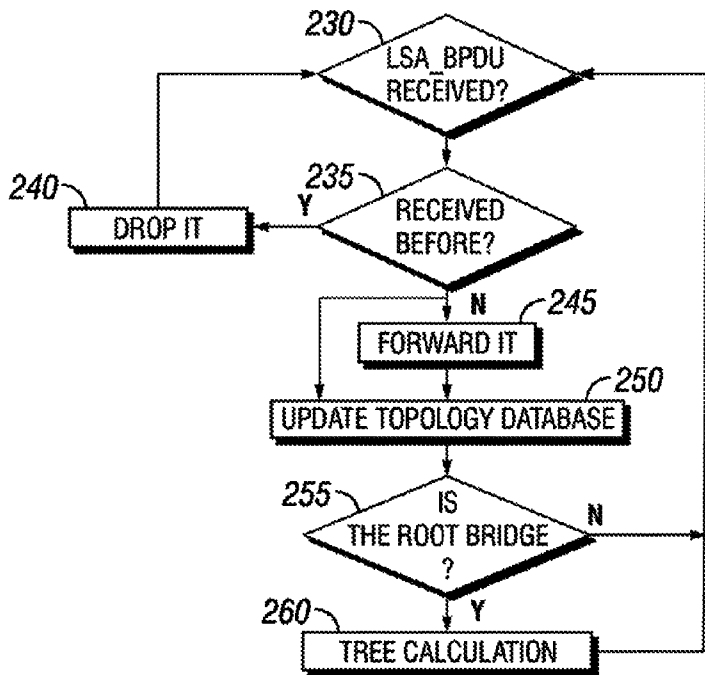 230
LSA_BPDU
RECEIVED?
240
235
Y
DROP IT
RECEIVED
BEFORE?
N
245
FORWARD IT
250
UPDATE TOPOLOGY DATABASE
255
IS
THE ROOT BRIDGE
?
N
Y
260
TREE CALCULATION